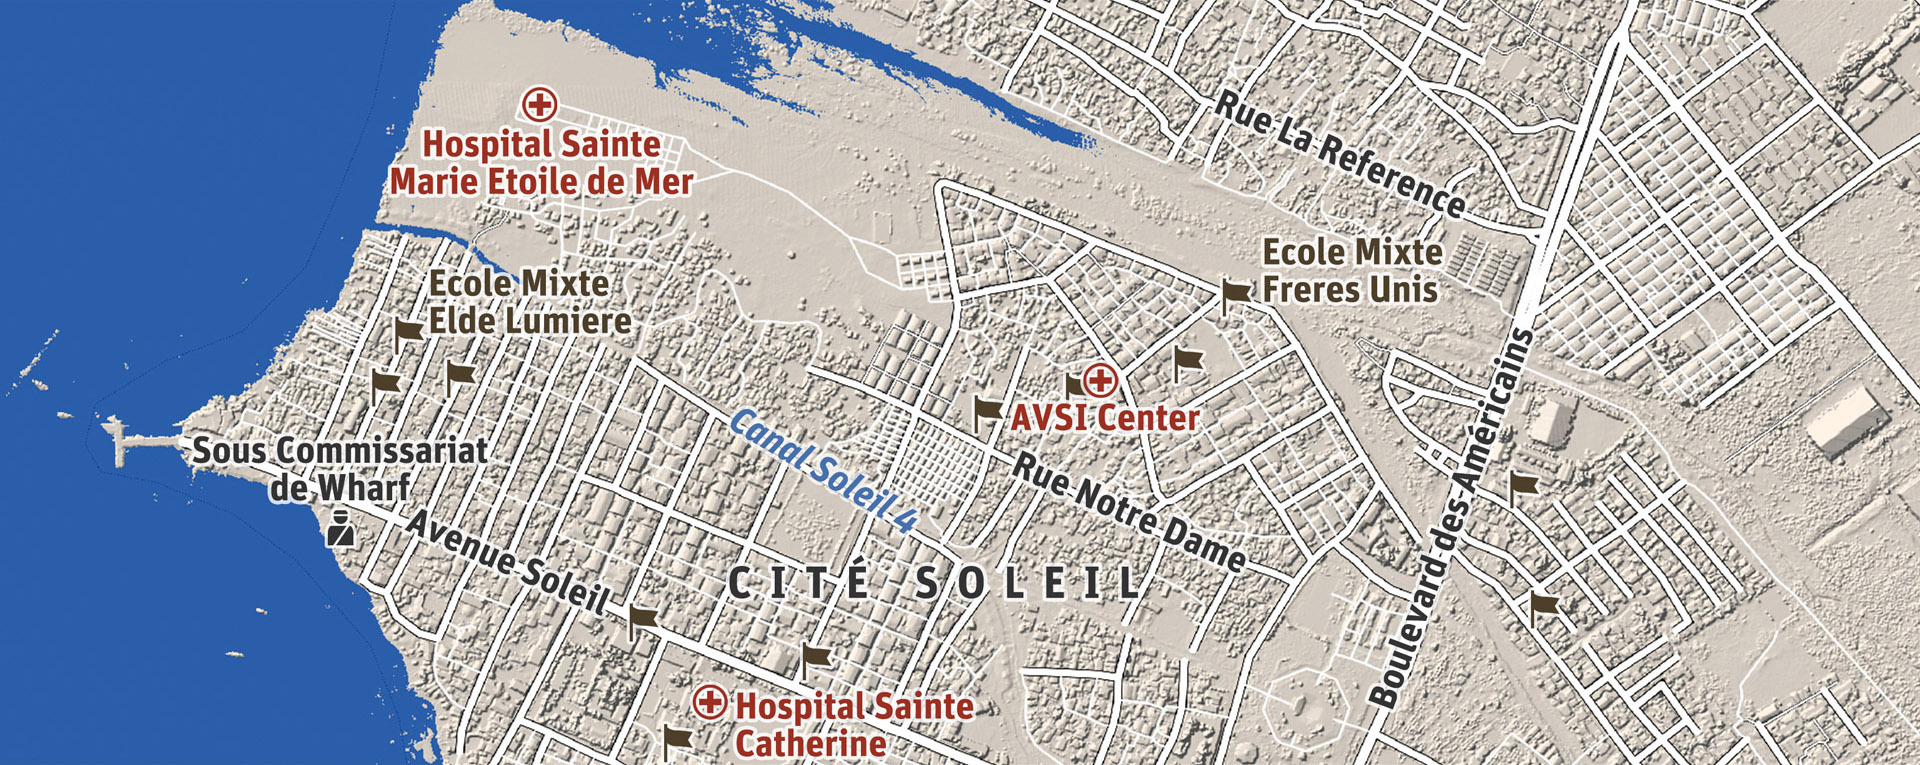 Hospital Sainte
Marie Etoile de Mer
Rue La Reference
Ecole Mixte
Freres Unis
Ecole Mixte
Elde Lumiere
AVSI Center
Sous Commissariat
de Wharf
Canal Soleil 4
Rue Notre Dame
Boulevard des Américains
Avenue Soleil
CITÉ SOLEIL
Hospital Sainte
Catherine